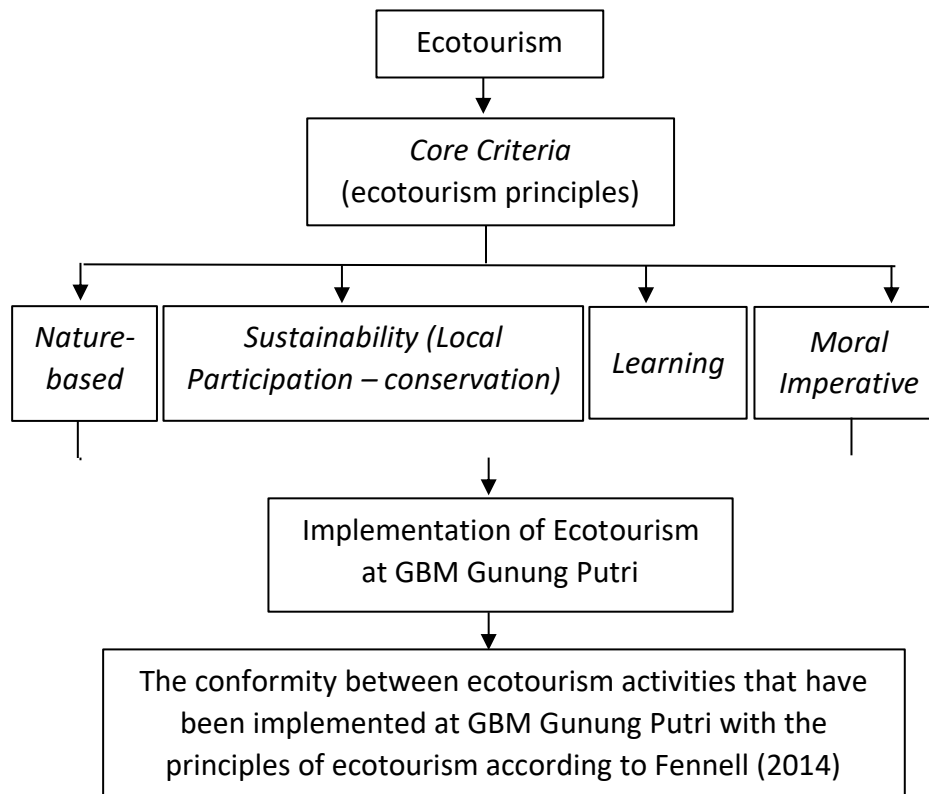 Ecotourism
Core Criteria
(ecotourism principles)
Nature-
based
Sustainability (Local
Participation – conservation)
Learning
Moral
Imperative
Implementation of Ecotourism
at GBM Gunung Putri
The conformity between ecotourism activities that have
been implemented at GBM Gunung Putri with the
principles of ecotourism according to Fennell (2014)